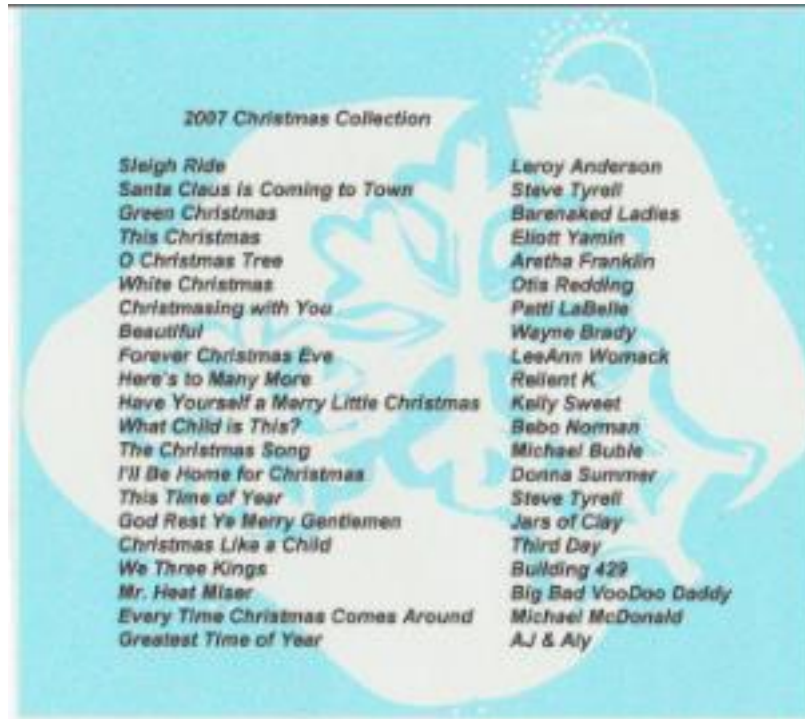 2007 Christmas Collection
Sleigh Ride Leroy Anderson
Santa Claus is Coming to Town Steve Tyrell
Green Christmas Barenaked Ladies
This Christmas Eliott Yamin
O Christmas Tree Aretha Franklin
White Christmas Otis Redding
Christmasing with You Patti LaBelle
Beautiful Wayne Brady
Forever Christmas Eve LeeAnn Womack
Here's to Many More Relient K
Have Yourself a Merry Little Christmas Kelly Sweet
What Child is This? Bebo Norman
The Christmas Song Michael Buble
I'll Be Home for Christmas Donna Summer
This Time of Year Steve Tyrell
God Rest Ye Merry Gentlemen Jars of Clay
Christmas Like a Child Third Day
We Three Kings Building 429
Mr. Heat Miser Big Bad VooDoo Daddy
Every Time Christmas Comes Around Michael McDonald
Greatest Time of Year AJ & Aly